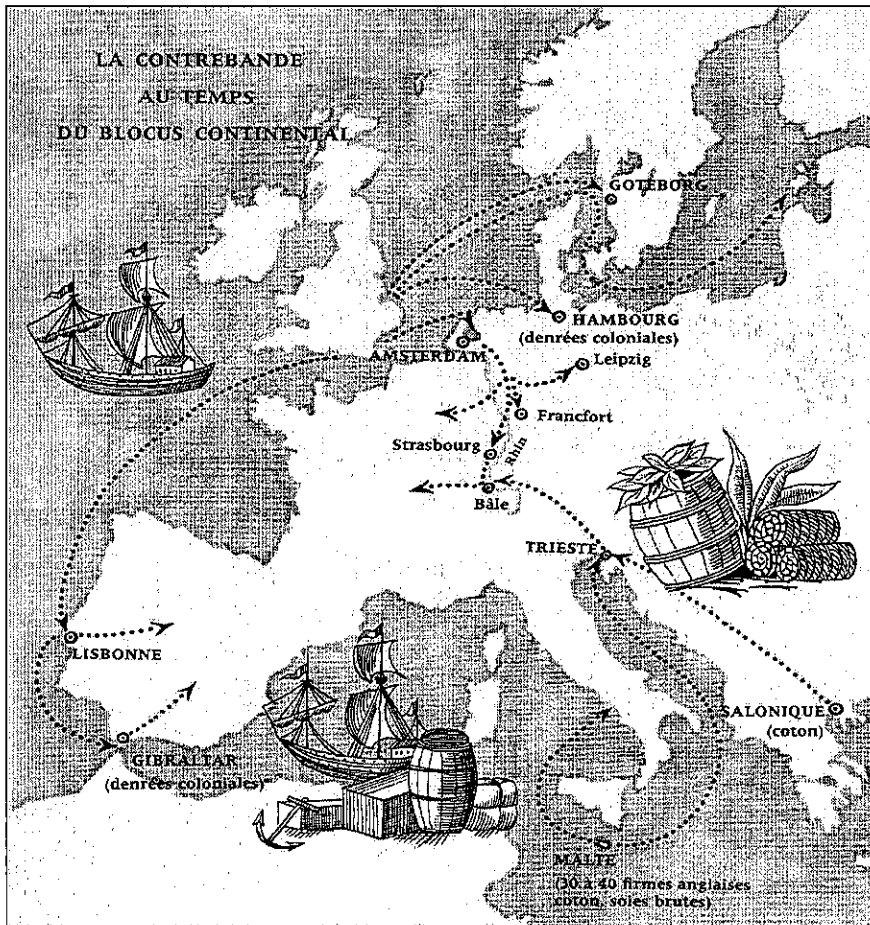 LA CONTREBANDE
AU TEMPS
DU BLOCUS CONTINENTAL
GOTEBORG
HAMBOURG
(denrées coloniales)
AMSTERDAM
Leipzig
Francfort
Strasbourg
Rhin
Bâle
TRIESTE
LISBONNE
SALONIQUE
(coton)
GIBRALTAR
(denrées coloniales)
MALTE
(30 à 40 firmes anglaises
coton, soies brutes)